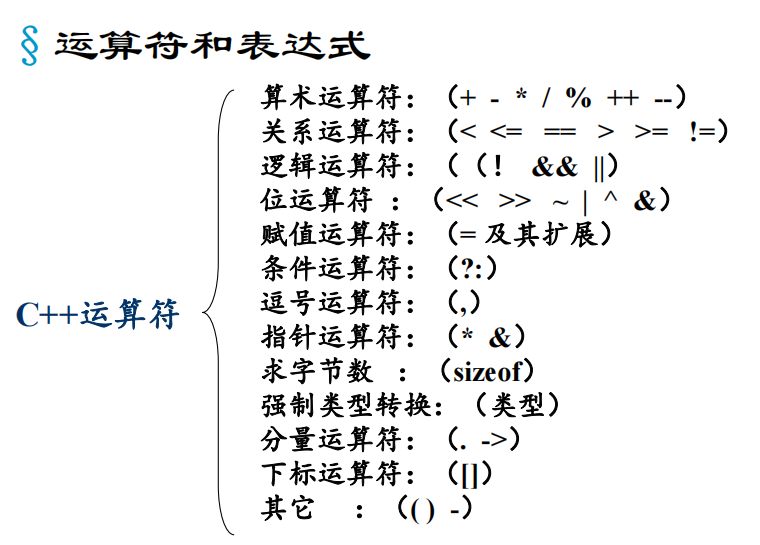 § 运算符和表达式
算术运算符：（+ - * / % ++ --）
关系运算符：（< <= == > >= !=）
逻辑运算符：（（！ && ||）
位运算符 ：（<< >> ~ | ^ &）
赋值运算符：（= 及其扩展）
条件运算符：（?:）
逗号运算符：（,）
C++运算符
指针运算符：（* &）
求字节数 ：（sizeof）
强制类型转换：（类型）
分量运算符：（. ->）
下标运算符：（[]）
其它 ：（( ) -）